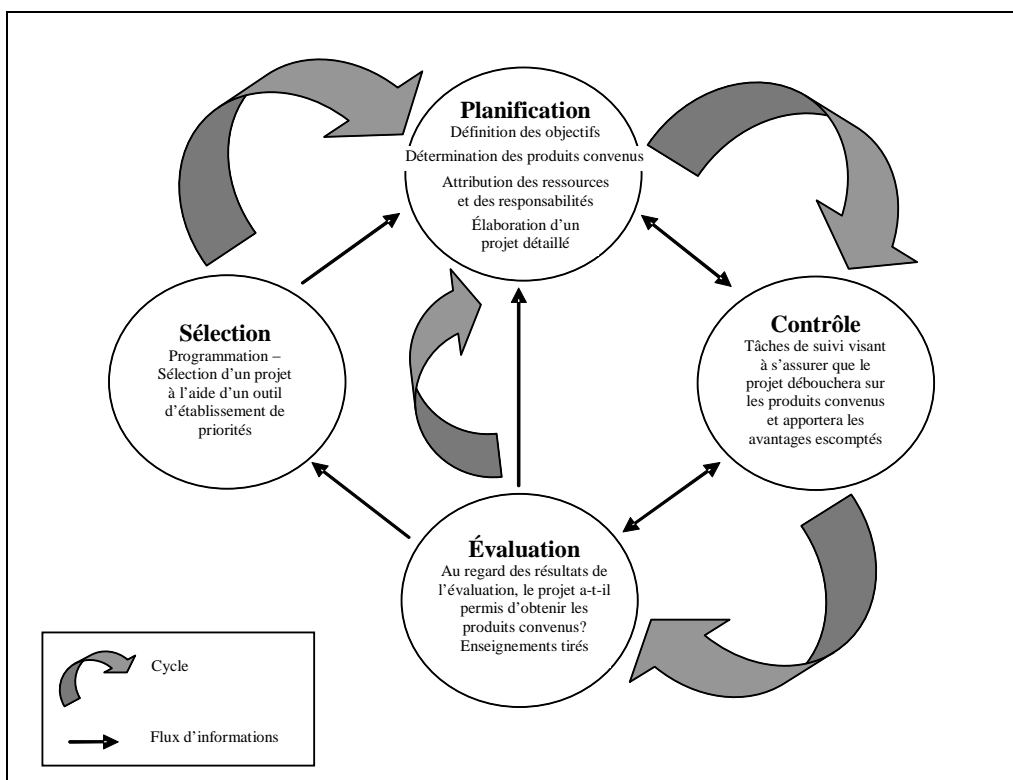 Planification
Définition des objectifs
Détermination des produits convenus
Attribution des ressources
et des responsabilités
Élaboration d'un
projet détaillé
Sélection
Programmation –
Sélection d'un projet
à l'aide d'un outil
d'établissement de
priorités
Contrôle
Tâches de suivi visant
à s'assurer que le
projet débouchera sur
les produits convenus
et apportera les
avantages escomptés
Évaluation
Au regard des résultats de
l'évaluation, le projet a-t-il
permis d'obtenir les
produits convenus?
Enseignements tirés
Cycle
Flux d'informations